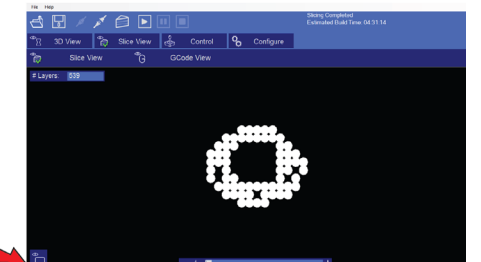 File Help
Slicing Completed
Estimated Build Time: 04:31:14
3D View Slice View Control Configure
Slice View GCode View
# Layers: 539